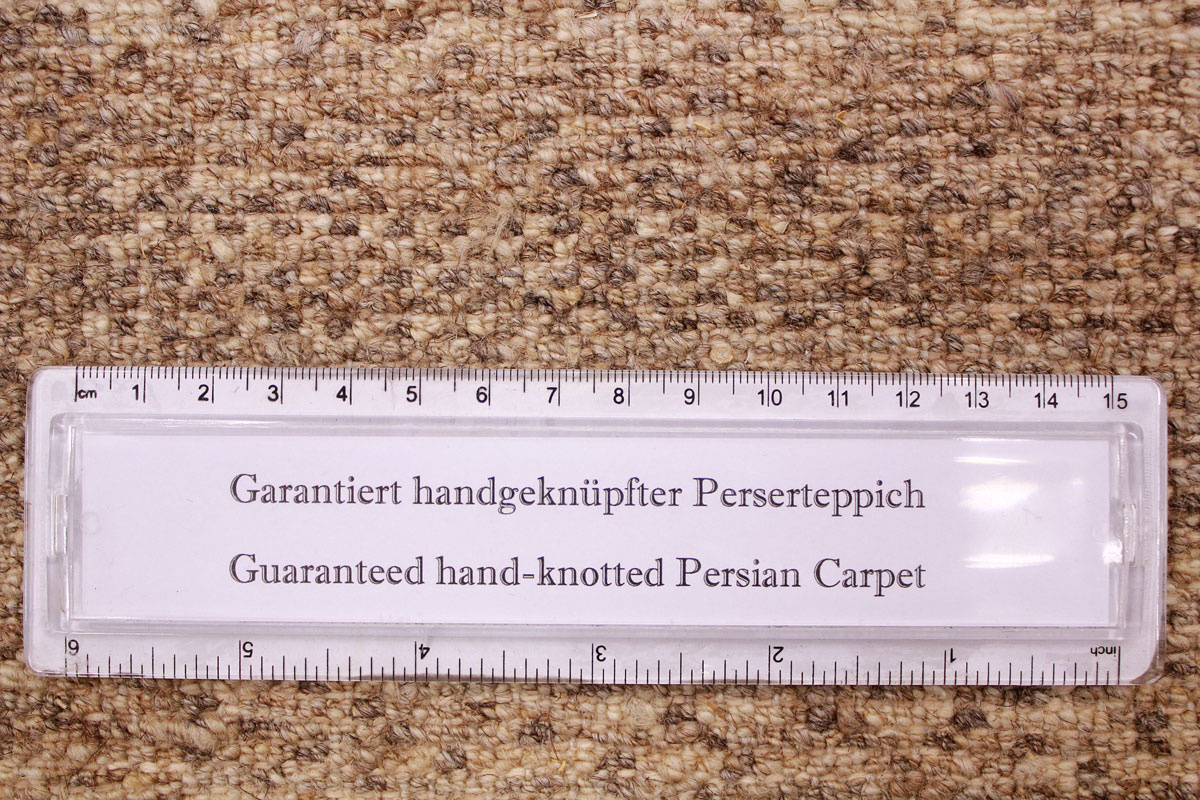 cm 1 2 3 4 5 6 7 8 9 10 11 12 13 14 15
Garantiert handgeknüpfter Perserteppich
Guaranteed hand-knotted Persian Carpet
6 5 4 3 2 1 inch